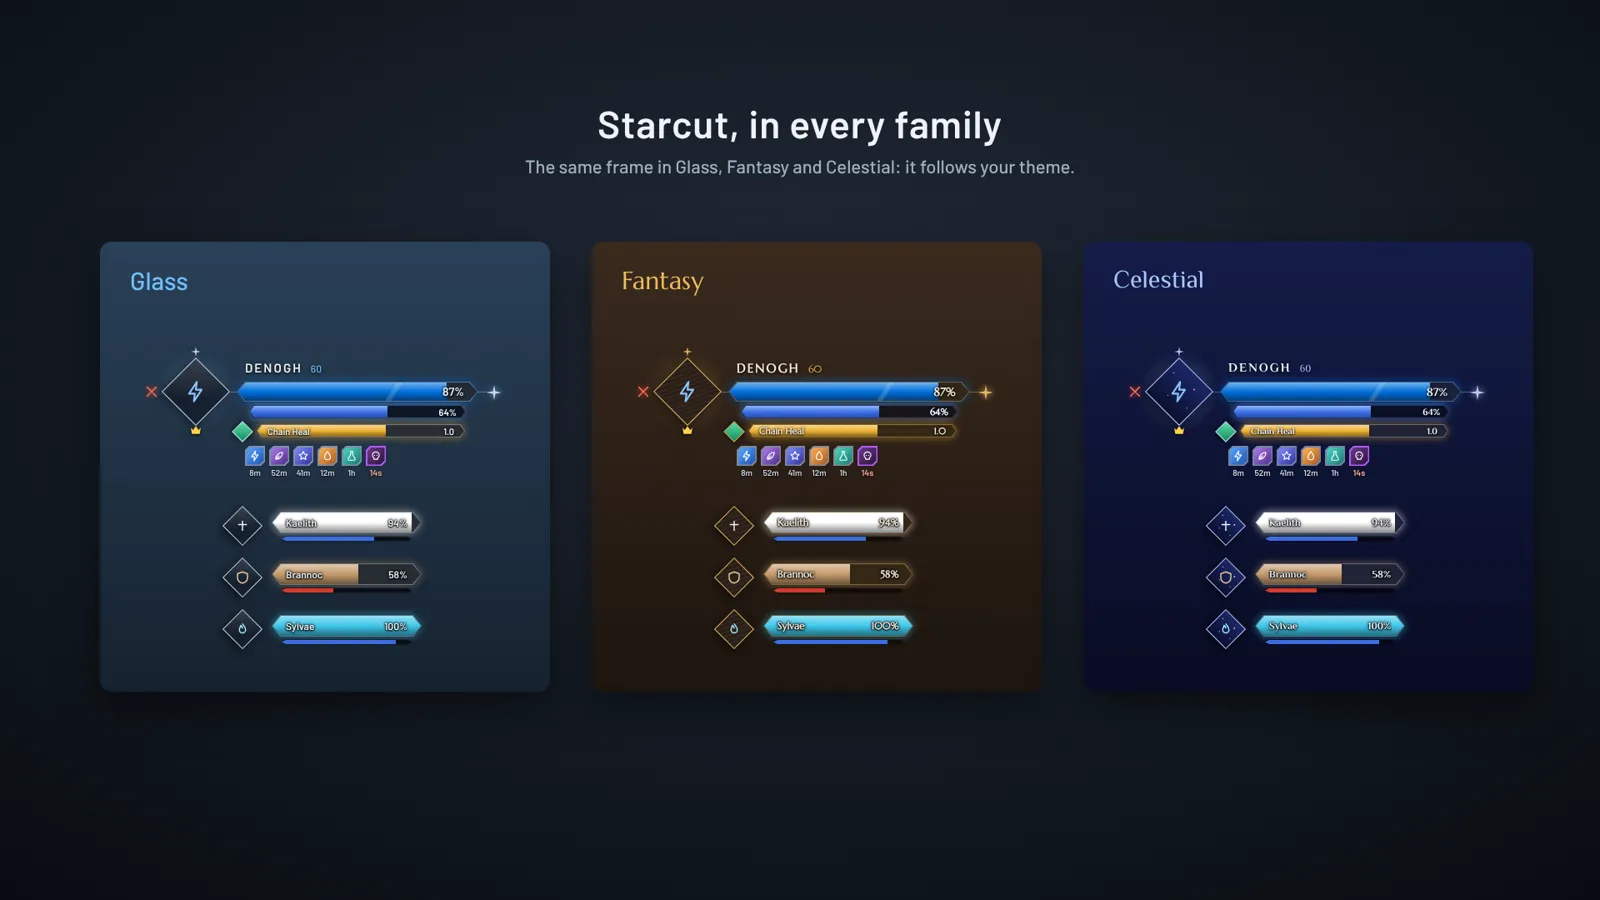 Starcut, in every family
The same frame in Glass, Fantasy and Celestial: it follows your theme.
Glass
DENOGH 60
87%
64%
Chain Heal 1.0
8m 52m 41m 12m 1h 14s
Kaelith 94%
Brannoc 58%
Sylvae 100%
Fantasy
DENOGH 60
87%
64%
Chain Heal 1.0
8m 52m 41m 12m 1h 14s
Kaelith 94%
Brannoc 58%
Sylvae 100%
Celestial
DENOGH 60
87%
64%
Chain Heal 1.0
8m 52m 41m 12m 1h 14s
Kaelith 94%
Brannoc 58%
Sylvae 100%